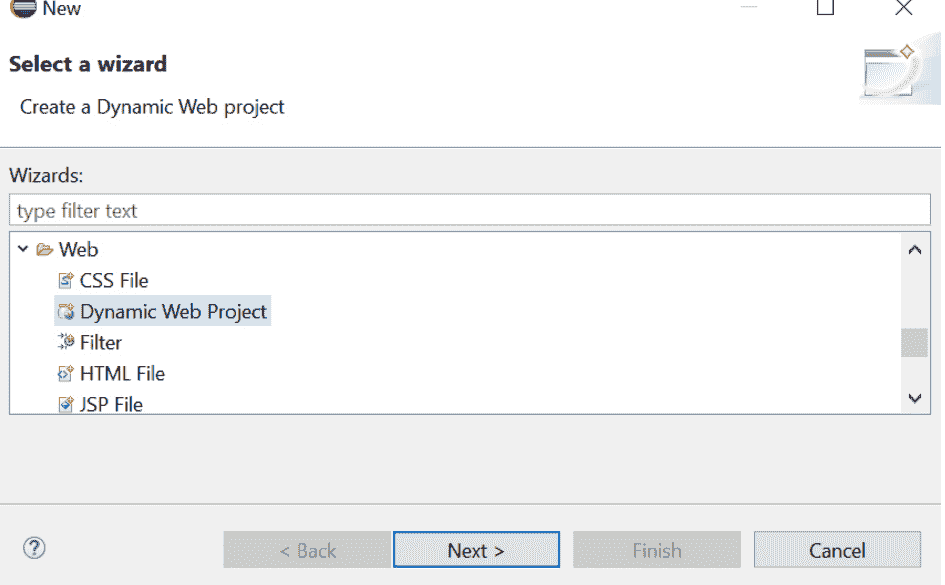 New
Select a wizard
Create a Dynamic Web project
Wizards:
type filter text
Web
CSS File
Dynamic Web Project
Filter
HTML File
JSP File
?
< Back
Next >
Finish
Cancel